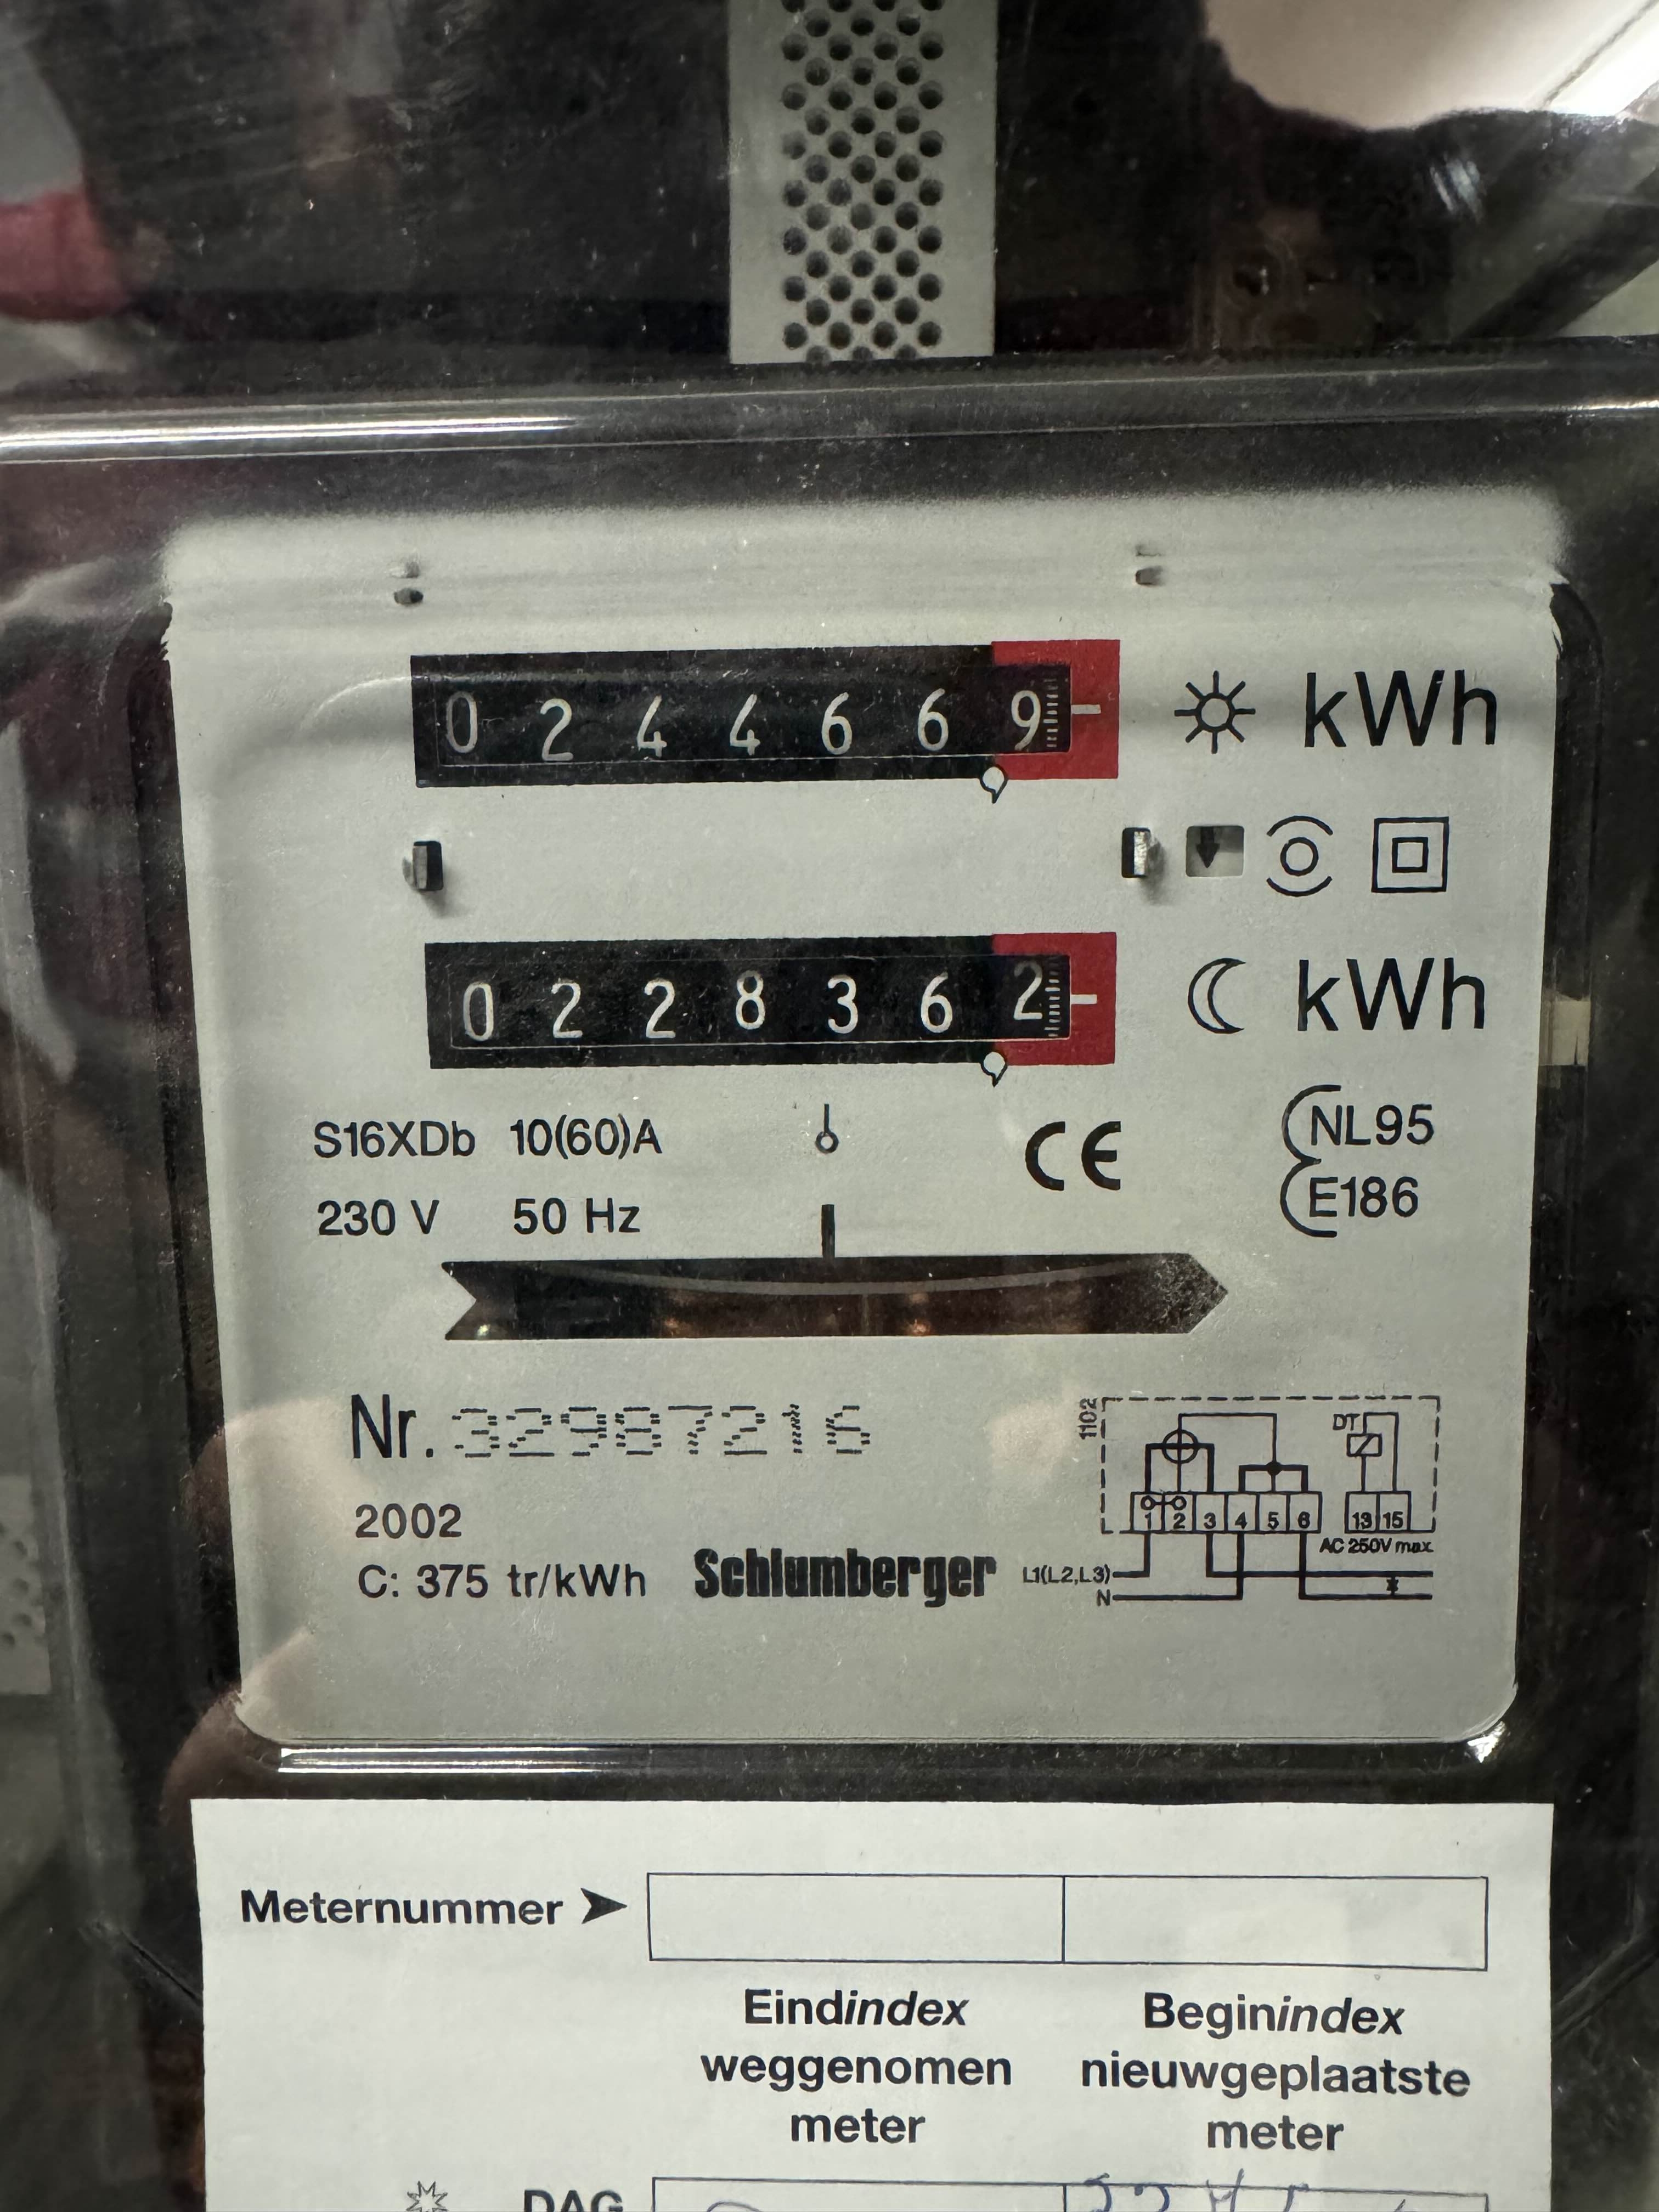 0 2 4 4 6 6 9 kWh
0 2 2 8 3 6 2 kWh
S16XDb 10(60)A
230 V 50 Hz
CE
NL95
E186
Nr. 32987216
2002
C: 375 tr/kWh
Schlumberger
1102
DT
1 2 3 4 5 6 13 15
AC 250V max.
L1(L2,L3)
N
Meternummer
Eindindex
weggenomen
meter
Beginindex
nieuwgeplaatste
meter
DAG